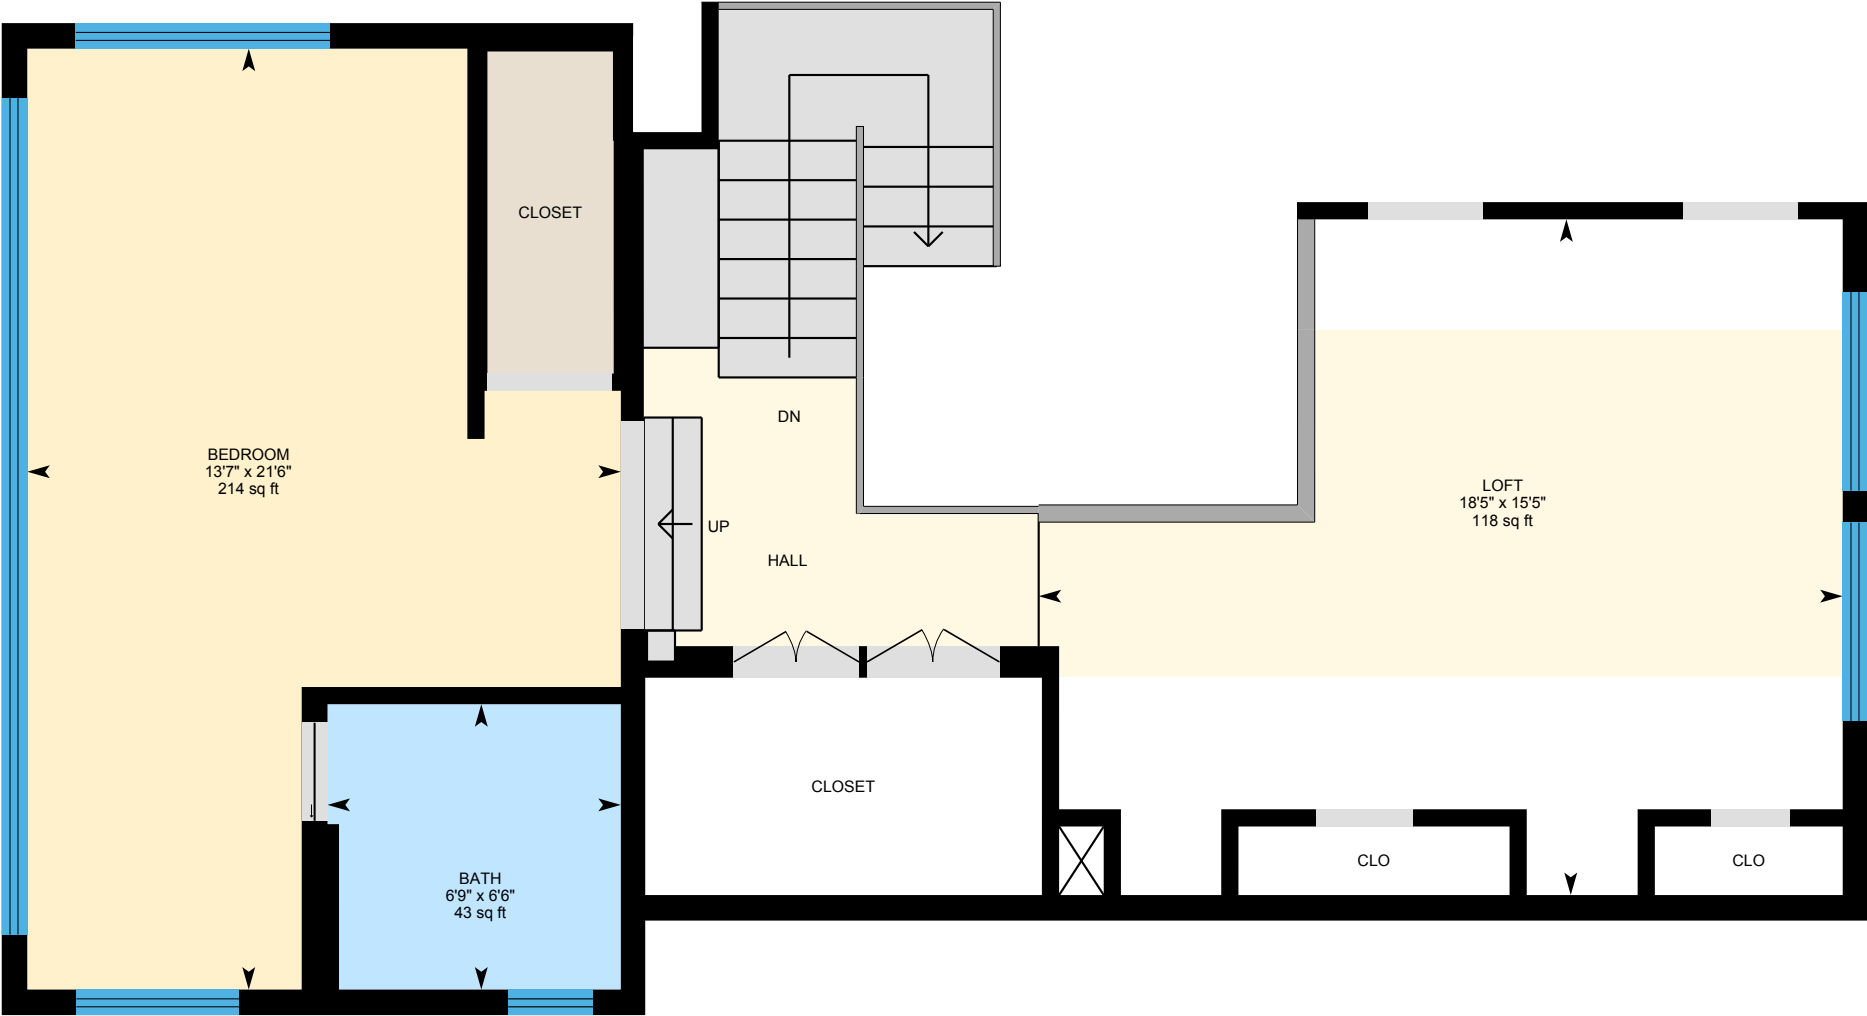 CLOSET
DN
BEDROOM
13'7" x 21'6"
214 sq ft
LOFT
18'5" x 15'5"
118 sq ft
UP
HALL
CLOSET
BATH
6'9" x 6'6"
43 sq ft
CLO
CLO